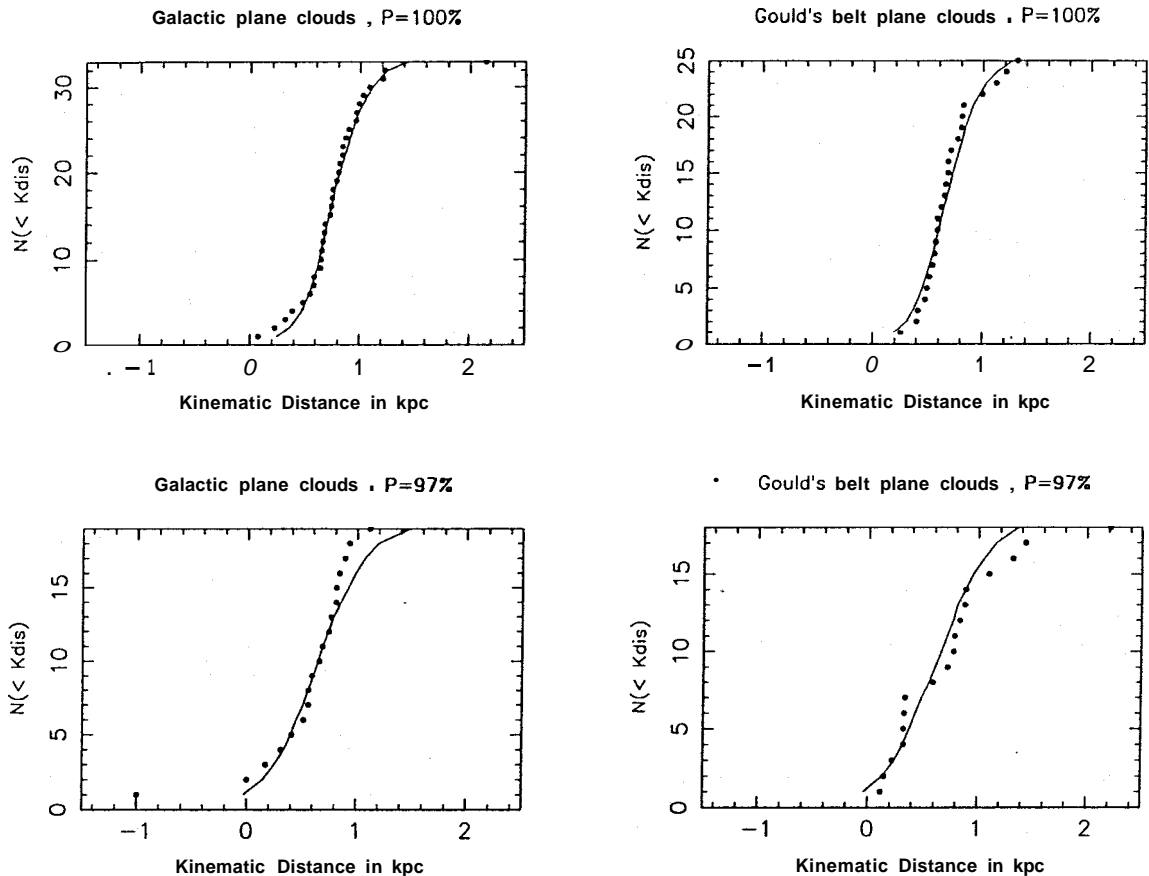 Galactic plane clouds , P=100%
30
20
10
0
N(< Kdis)
. -1 0 1 2
Kinematic Distance in kpc
Gould's belt plane clouds . P=100%
25
20
15
10
5
0
N(< Kdis)
-1 0 1 2
Kinematic Distance in kpc
Galactic plane clouds . P=97%
15
10
5
0
N(< Kdis)
-1 0 1 2
Kinematic Distance in kpc
Gould's belt plane clouds , P=97%
15
10
5
0
N(< Kdis)
-1 0 1 2
Kinematic Distance in kpc